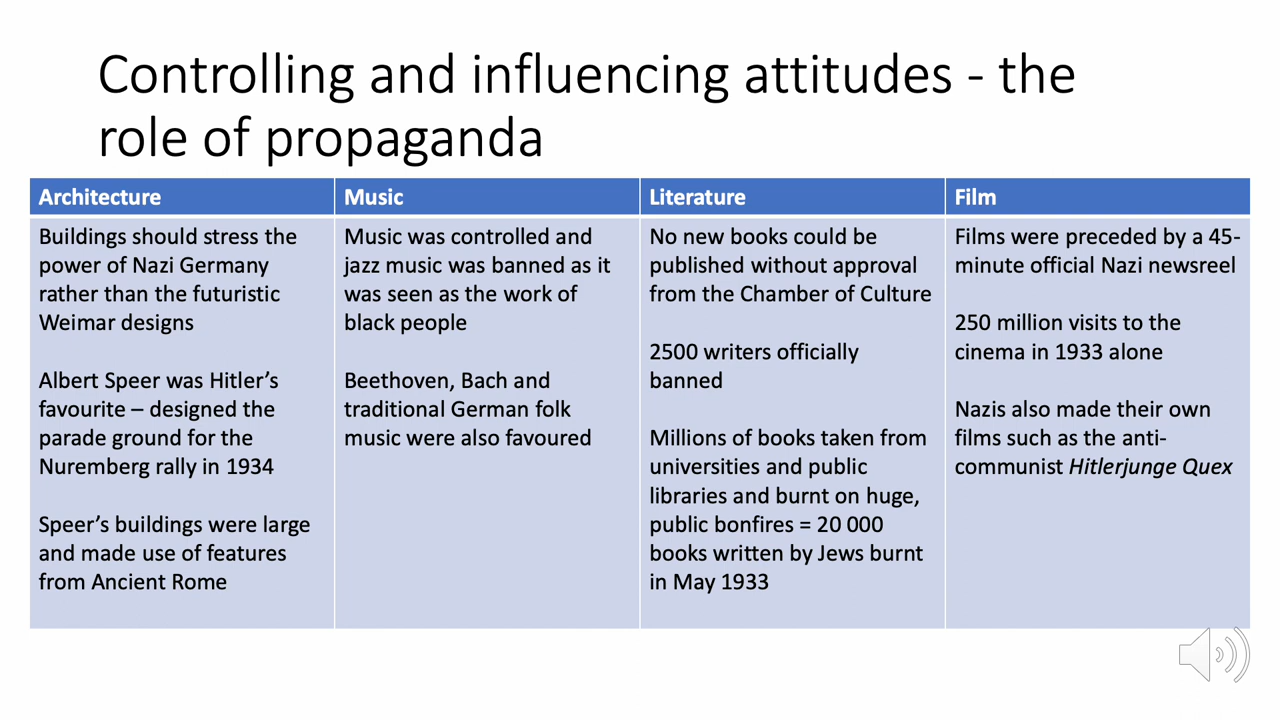 Controlling and influencing attitudes - the
role of propaganda
Architecture
Buildings should stress the
power of Nazi Germany
rather than the futuristic
Weimar designs
Albert Speer was Hitler’s
favourite – designed the
parade ground for the
Nuremberg rally in 1934
Speer’s buildings were large
and made use of features
from Ancient Rome
Music
Music was controlled and
jazz music was banned as it
was seen as the work of
black people
Beethoven, Bach and
traditional German folk
music were also favoured
Literature
No new books could be
published without approval
from the Chamber of Culture
2500 writers officially
banned
Millions of books taken from
universities and public
libraries and burnt on huge,
public bonfires = 20 000
books written by Jews burnt
in May 1933
Film
Films were preceded by a 45-
minute official Nazi newsreel
250 million visits to the
cinema in 1933 alone
Nazis also made their own
films such as the anti-
communist Hitlerjunge Quex